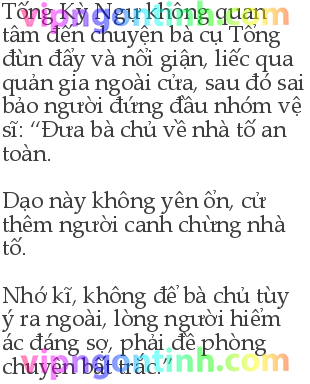 Tống Kỳ Ngự không quan
tâm đến chuyện bà cụ Tống
đùn đẩy và nổi giận, liếc qua
quản gia ngoài cửa, sau đó sai
bảo người đứng đầu nhóm vệ
sĩ: “Đưa bà chủ về nhà tổ an
toàn.
Dạo này không yên ổn, cử
thêm người canh chừng nhà
tổ.
Nhớ kĩ, không để bà chủ tùy
ý ra ngoài, lòng người hiểm
ác đáng sợ, phải đề phòng
chuyện bất trắc.”
vipngontinh.com
vipngontinh.com